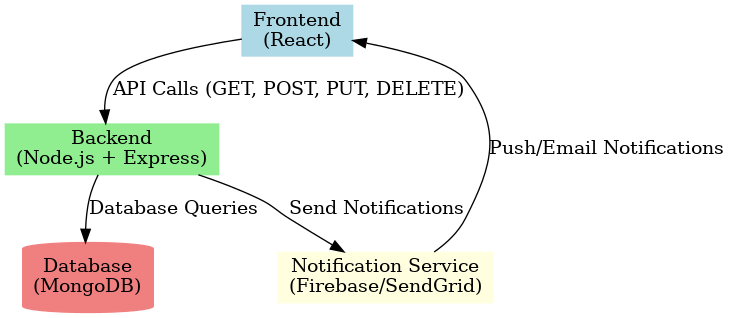 Frontend
(React)
API Calls (GET, POST, PUT, DELETE)
Backend
(Node.js + Express)
Push/Email Notifications
Database Queries
Send Notifications
Database
(MongoDB)
Notification Service
(Firebase/SendGrid)